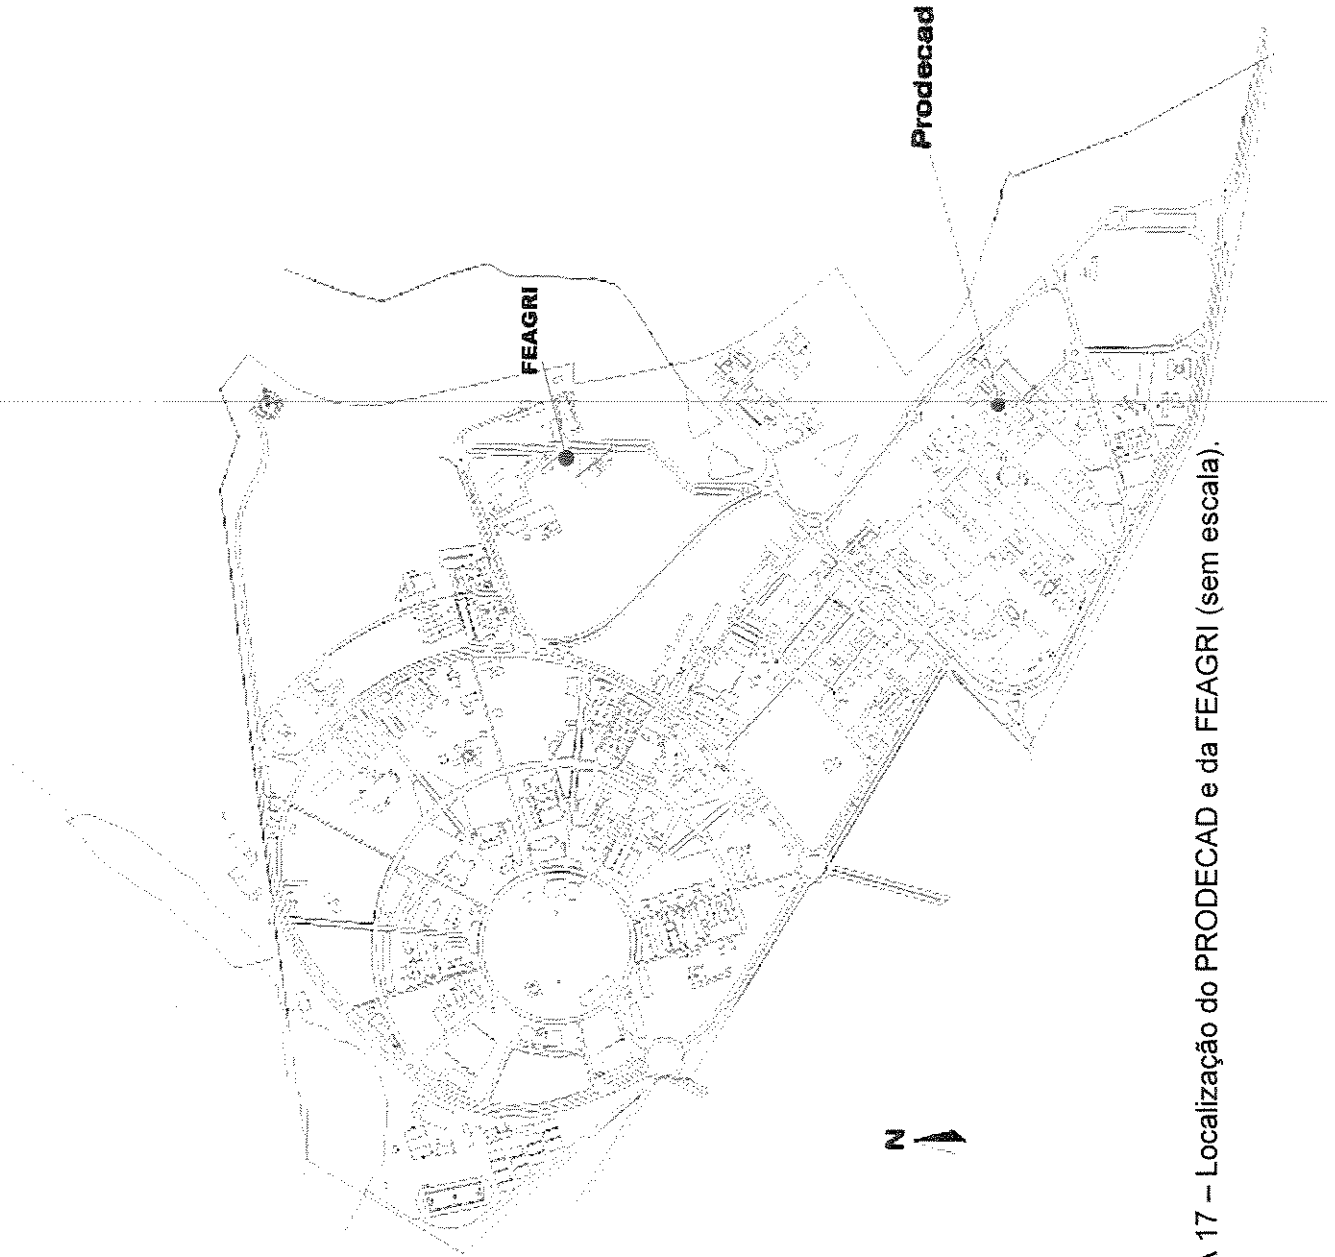 Prodecad
FEAGRI
N
A 17 – Localização do PRODECAD e da FEAGRI (sem escala).